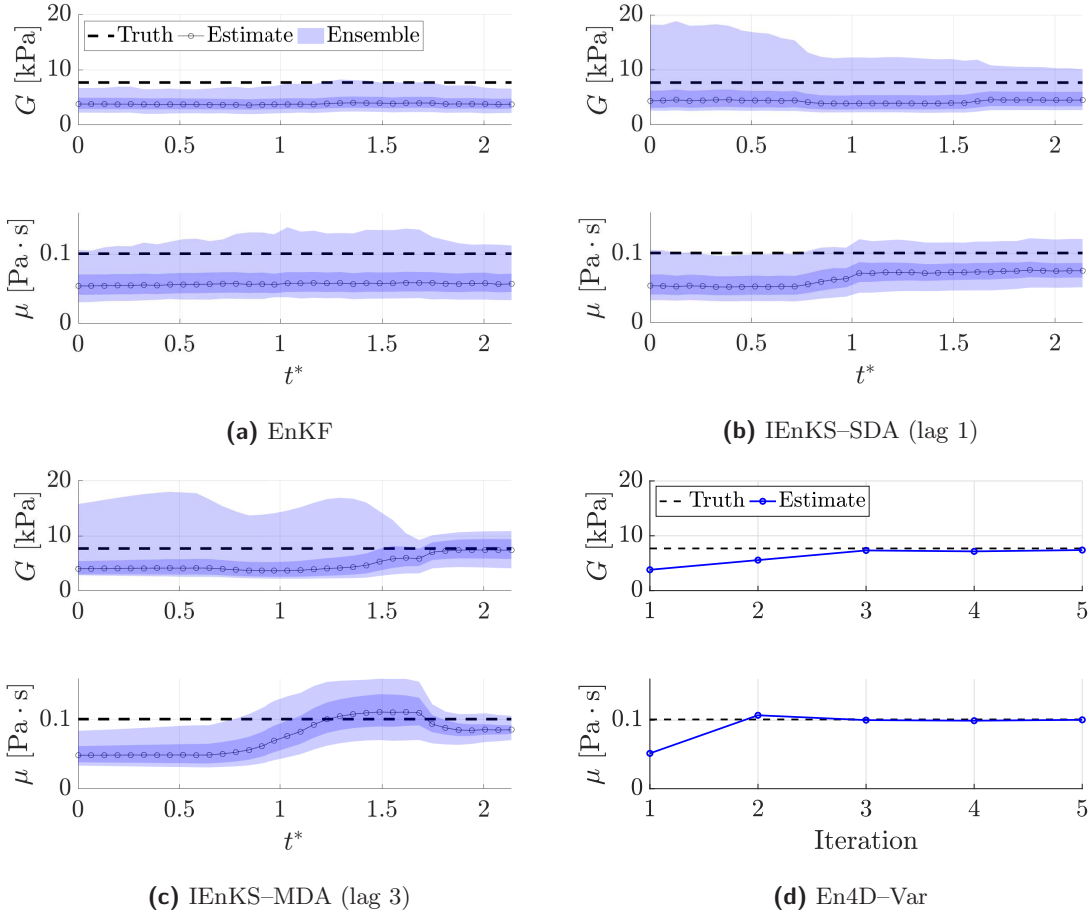 Truth Estimate Ensemble
G [kPa]
20
10
0
0 0.5 1 1.5 2
μ [Pa · s]
0.1
0
0 0.5 1 1.5 2
t*
(a) EnKF
G [kPa]
20
10
0
0 0.5 1 1.5 2
μ [Pa · s]
0.1
0
0 0.5 1 1.5 2
t*
(b) IEnKS–SDA (lag 1)
G [kPa]
20
10
0
0 0.5 1 1.5 2
μ [Pa · s]
0.1
0
0 0.5 1 1.5 2
t*
(c) IEnKS–MDA (lag 3)
Truth Estimate
G [kPa]
20
10
0
1 2 3 4 5
μ [Pa · s]
0.1
0
1 2 3 4 5
Iteration
(d) En4D–Var